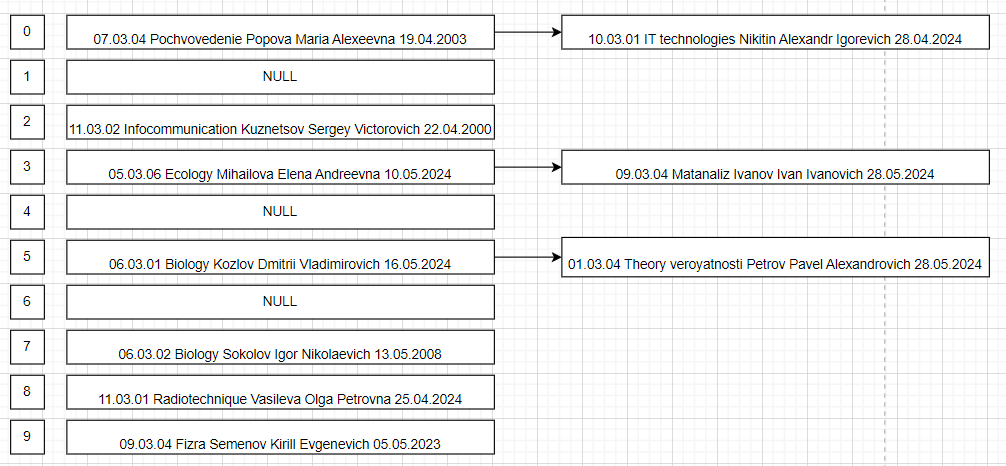 0
07.03.04 Pochvovedenie Popova Maria Alexeevna 19.04.2003
10.03.01 IT technologies Nikitin Alexandr Igorevich 28.04.2024
1
NULL
2
11.03.02 Infocommunication Kuznetsov Sergey Victorovich 22.04.2000
3
05.03.06 Ecology Mihailova Elena Andreevna 10.05.2024
09.03.04 Matanaliz Ivanov Ivan Ivanovich 28.05.2024
4
NULL
5
06.03.01 Biology Kozlov Dmitrii Vladimirovich 16.05.2024
01.03.04 Theory veroyatnosti Petrov Pavel Alexandrovich 28.05.2024
6
NULL
7
06.03.02 Biology Sokolov Igor Nikolaevich 13.05.2008
8
11.03.01 Radiotechnique Vasileva Olga Petrovna 25.04.2024
9
09.03.04 Fizra Semenov Kirill Evgenevich 05.05.2023